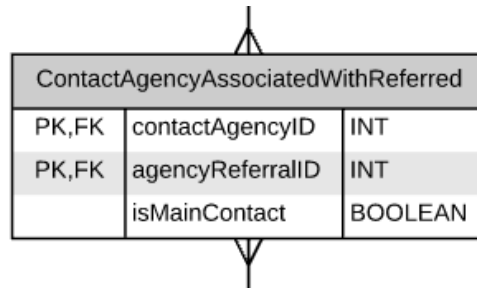 ContactAgencyAssociatedWithReferred
PK,FK contactAgencyID INT
PK,FK agencyReferralID INT
isMainContact BOOLEAN